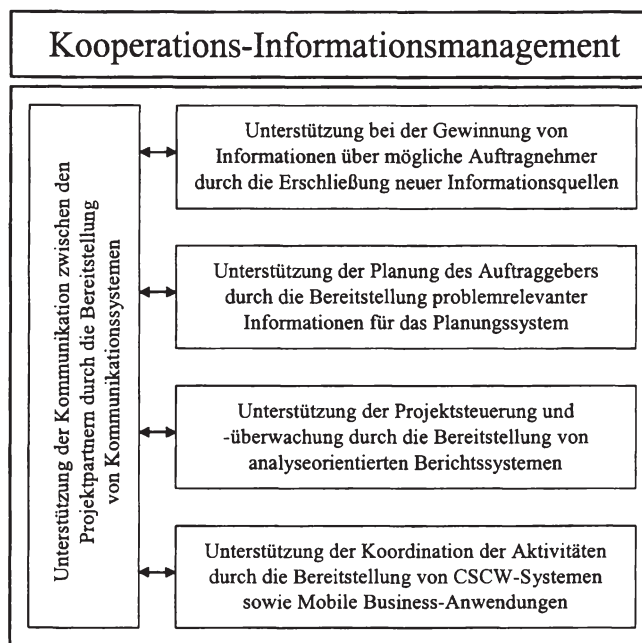 Kooperations-Informationsmanagement
Unterstützung der Kommunikation zwischen den
Projektpartnern durch die Bereitstellung
von Kommunikationssystemen
Unterstützung bei der Gewinnung von
Informationen über mögliche Auftragnehmer
durch die Erschließung neuer Informationsquellen
Unterstützung der Planung des Auftraggebers
durch die Bereitstellung problemrelevanter
Informationen für das Planungssystem
Unterstützung der Projektsteuerung und
-überwachung durch die Bereitstellung von
analyseorientierten Berichtssystemen
Unterstützung der Koordination der Aktivitäten
durch die Bereitstellung von CSCW-Systemen
sowie Mobile Business-Anwendungen